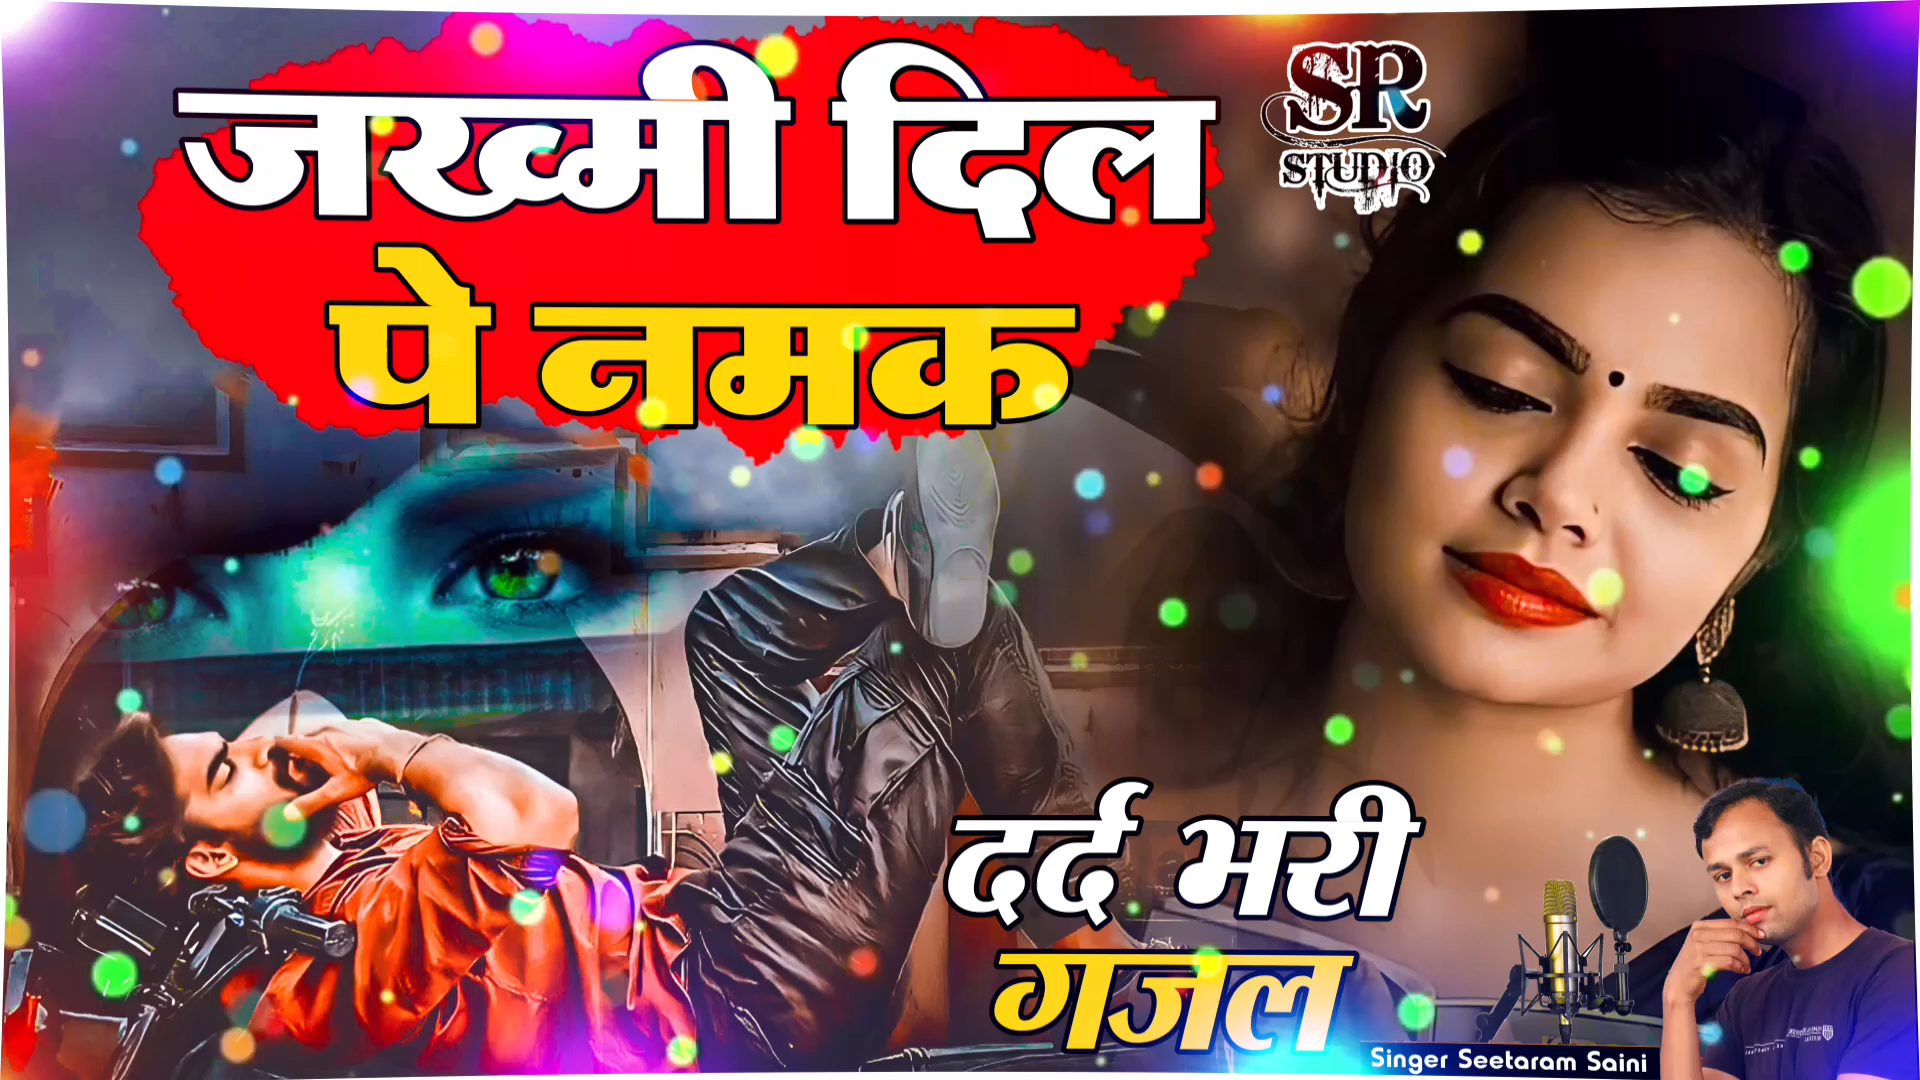 जख्मी दिल
पे नमक
SR
STUDIO
दर्द भरी
गजल
Singer Seetaram Saini